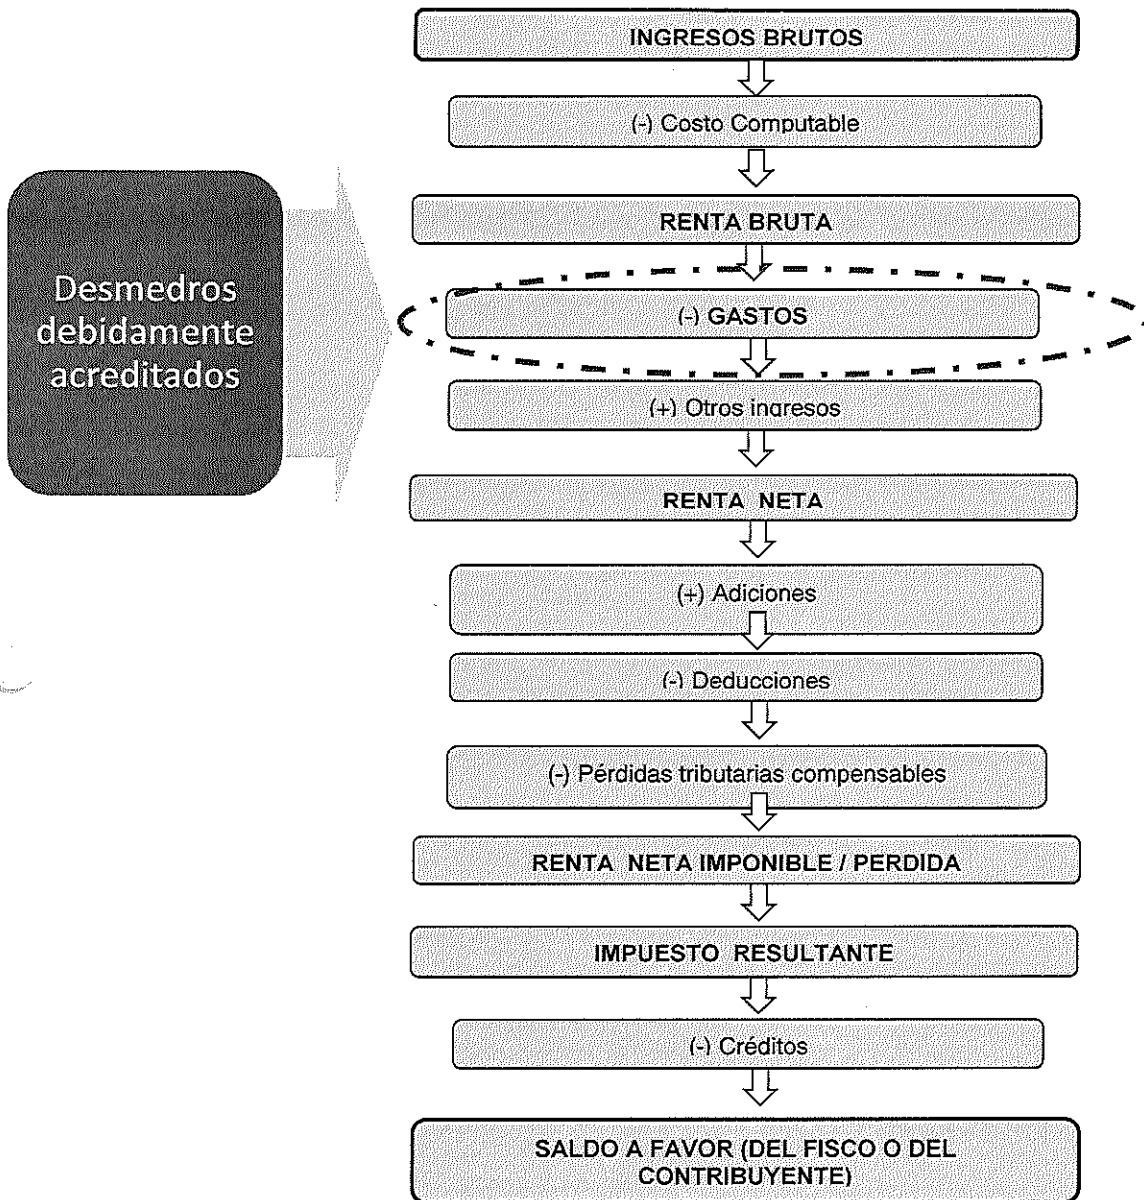 INGRESOS BRUTOS
(-) Costo Computable
RENTA BRUTA
Desmedros
debidamente
acreditados
(-) GASTOS
(+) Otros ingresos
RENTA NETA
(+) Adiciones
(-) Deducciones
(-) Pérdidas tributarias compensables
RENTA NETA IMPONIBLE / PERDIDA
IMPUESTO RESULTANTE
(-) Créditos
SALDO A FAVOR (DEL FISCO O DEL
CONTRIBUYENTE)